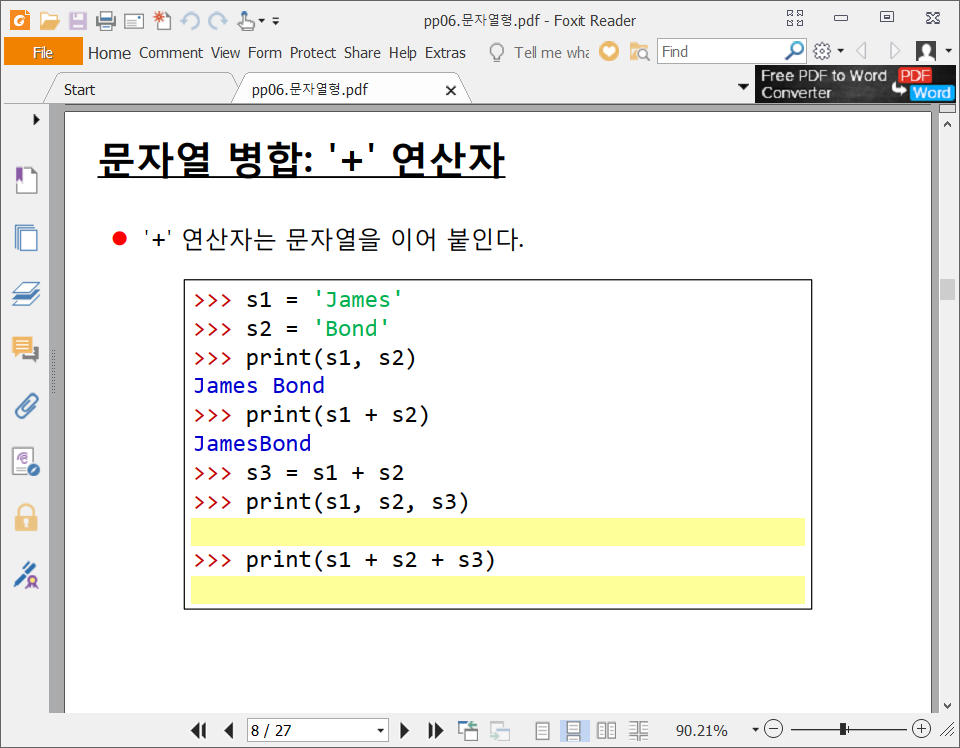 pp06.문자열형.pdf - Foxit Reader
File Home Comment View Form Protect Share Help Extras Tell me Find
Start pp06.문자열형.pdf
Free PDF to Word PDF
Converter Word
문자열 병합: '+' 연산자
'+' 연산자는 문자열을 이어 붙인다.
>>> s1 = 'James'
>>> s2 = 'Bond'
>>> print(s1, s2)
James Bond
>>> print(s1 + s2)
JamesBond
>>> s3 = s1 + s2
>>> print(s1, s2, s3)
>>> print(s1 + s2 + s3)
8 / 27 90.21%